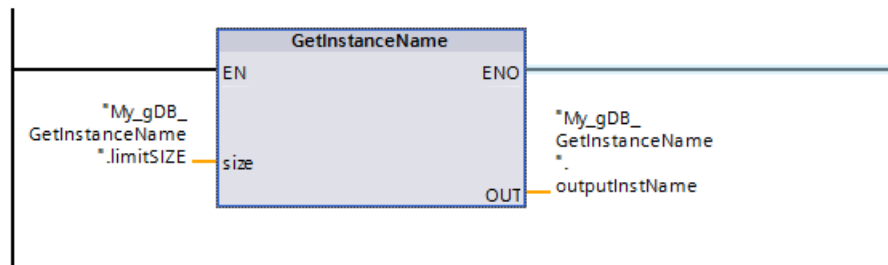 GetInstanceName
EN
ENO
"My_gDB_
GetInstanceName
".limitSIZE
size
"My_gDB_
GetInstanceName
".
outputInstName
OUT